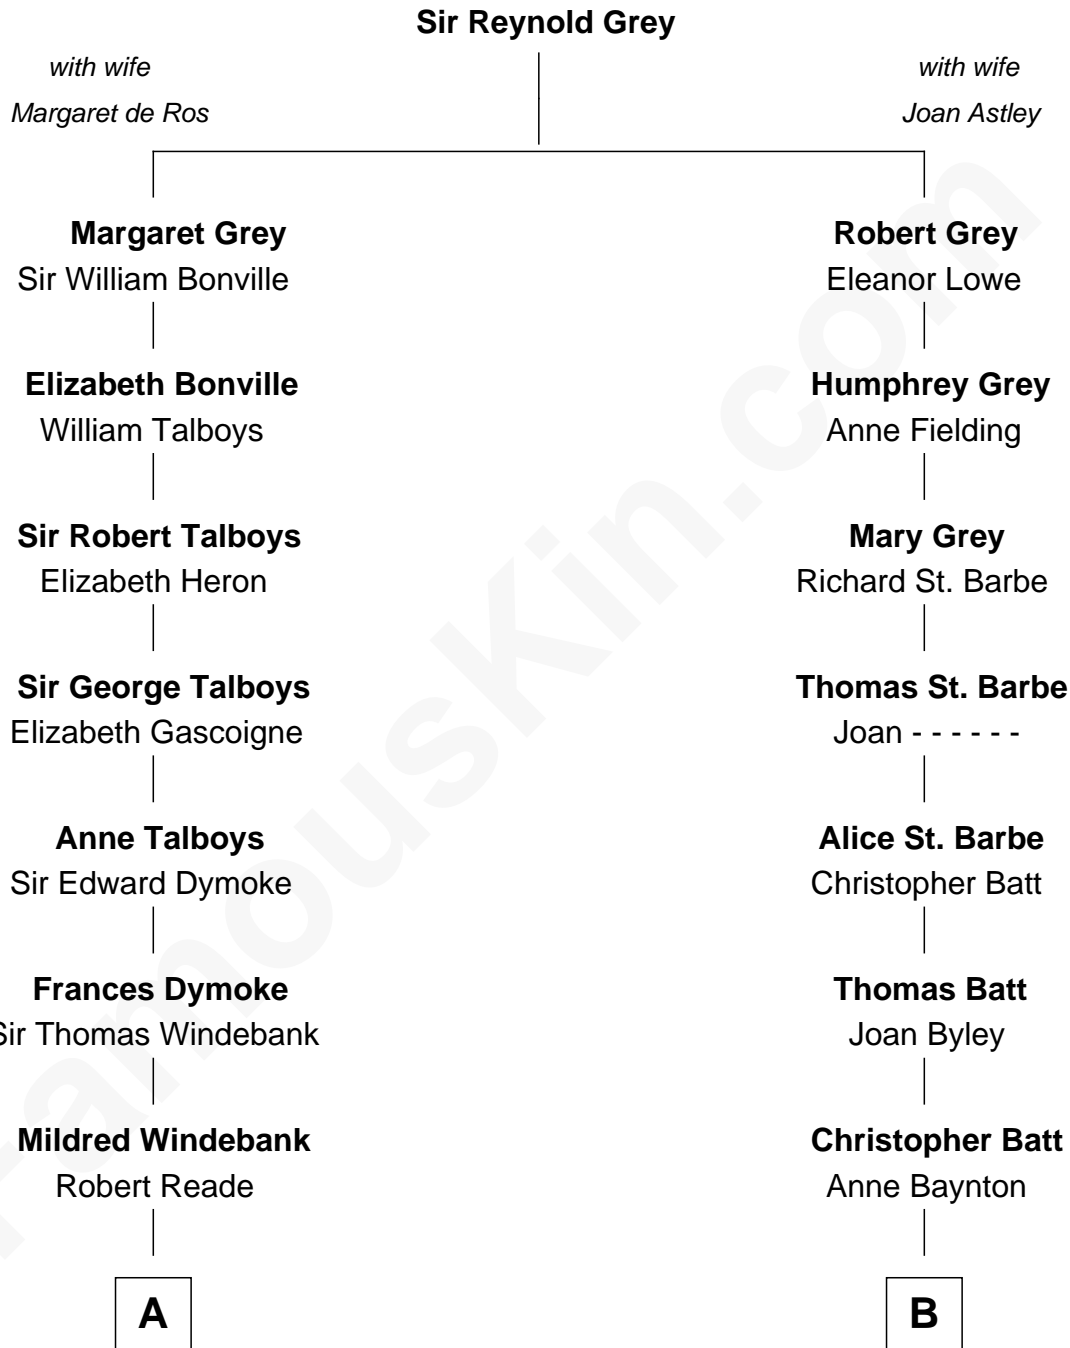 Sir Reynold Grey
with wife
Margaret de Ros
with wife
Joan Astley
Margaret Grey
Sir William Bonville
Robert Grey
Eleanor Lowe
Elizabeth Bonville
William Talboys
Humphrey Grey
Anne Fielding
Sir Robert Talboys
Elizabeth Heron
Mary Grey
Richard St. Barbe
Sir George Talboys
Elizabeth Gascoigne
Thomas St. Barbe
Joan - - - - - -
Anne Talboys
Sir Edward Dymoke
Alice St. Barbe
Christopher Batt
Frances Dymoke
Sir Thomas Windebank
Thomas Batt
Joan Byley
Mildred Windebank
Robert Reade
Christopher Batt
Anne Baynton
A
B
FamousKin.com